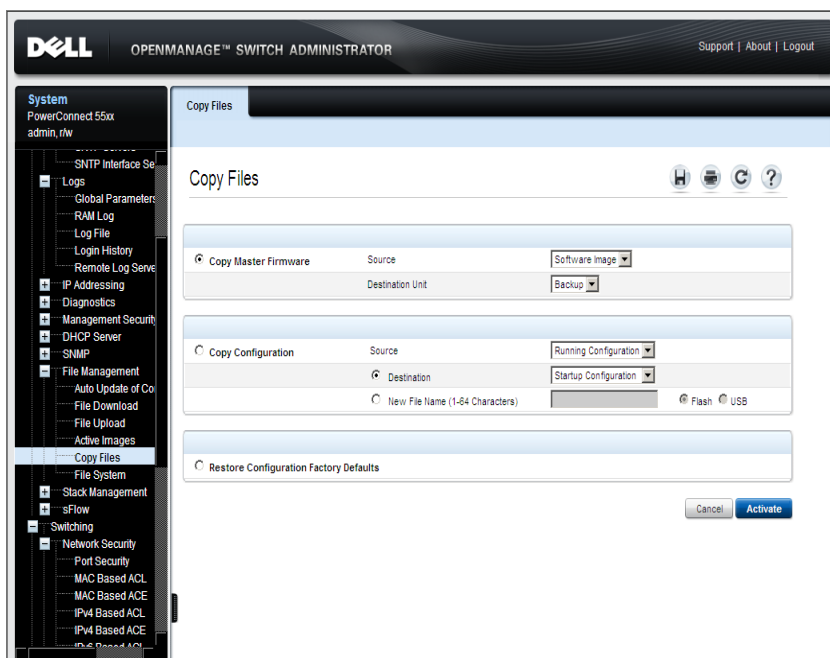 DELL
OPENMANAGE™ SWITCH ADMINISTRATOR
Support | About | Logout
System
PowerConnect 55xx
admin, r/w
SNTP Interface Se
Logs
Global Parameters
RAM Log
Log File
Login History
Remote Log Serve
IP Addressing
Diagnostics
Management Security
DHCP Server
SNMP
File Management
Auto Update of Co
File Download
File Upload
Active Images
Copy Files
File System
Stack Management
sFlow
Switching
Network Security
Port Security
MAC Based ACL
MAC Based ACE
IPv4 Based ACL
IPv4 Based ACE
IPv6 Based ACL
Copy Files
Copy Files
Copy Master Firmware Source Software Image
Destination Unit Backup
Copy Configuration Source Running Configuration
Destination Startup Configuration
New File Name (1-64 Characters) Flash USB
Restore Configuration Factory Defaults
Cancel Activate